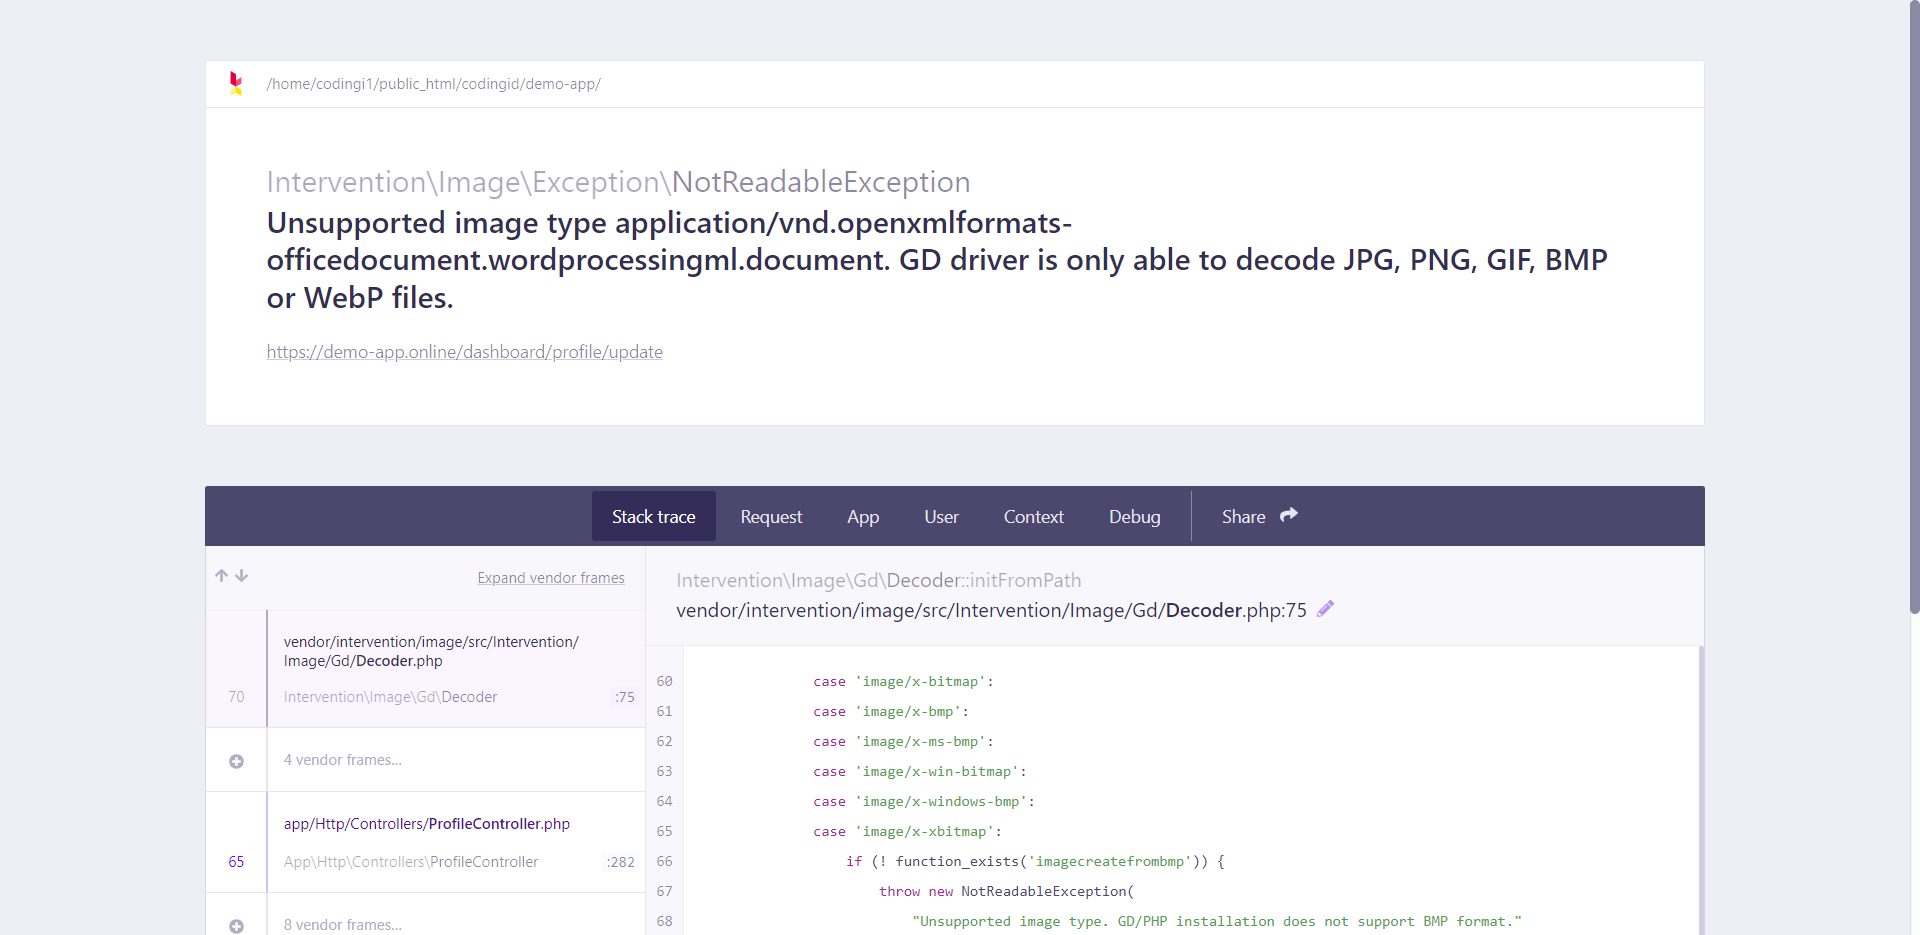 /home/codingi1/public_html/codingid/demo-app/
Intervention\Image\Exception\NotReadableException
Unsupported image type application/vnd.openxmlformats-
officedocument.wordprocessingml.document. GD driver is only able to decode JPG, PNG, GIF, BMP
or WebP files.
https://demo-app.online/dashboard/profile/update
Stack trace Request App User Context Debug Share
Expand vendor frames
vendor/intervention/image/src/Intervention/
Image/Gd/Decoder.php
70 Intervention\Image\Gd\Decoder :75
4 vendor frames...
app/Http/Controllers/ProfileController.php
65 App\Http\Controllers\ProfileController :282
8 vendor frames...
Intervention\Image\Gd\Decoder::initFromPath
vendor/intervention/image/src/Intervention/Image/Gd/Decoder.php:75
60 case 'image/x-bitmap':
61 case 'image/x-bmp':
62 case 'image/x-ms-bmp':
63 case 'image/x-win-bitmap':
64 case 'image/x-windows-bmp':
65 case 'image/x-xbitmap':
66 if (! function_exists('imagecreatefrombmp')) {
67 throw new NotReadableException(
68 "Unsupported image type. GD/PHP installation does not support BMP format."